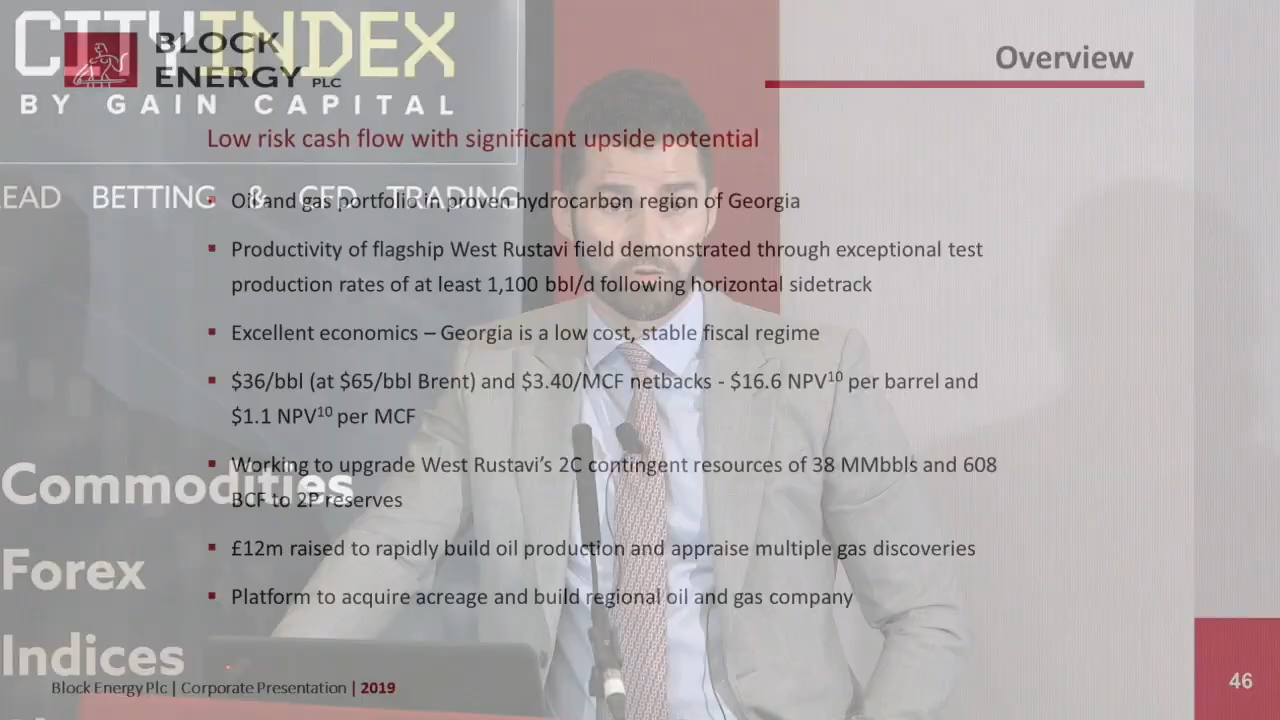 CITY INDEX
BY GAIN CAPITAL
BLOCK
ENERGY PLC
Overview
Low risk cash flow with significant upside potential
EAD BETTING & CFD TRADING
▪ Oil and gas portfolio in proven hydrocarbon region of Georgia
▪ Productivity of flagship West Rustavi field demonstrated through exceptional test
production rates of at least 1,100 bbl/d following horizontal sidetrack
▪ Excellent economics – Georgia is a low cost, stable fiscal regime
▪ $36/bbl (at $65/bbl Brent) and $3.40/MCF netbacks - $16.6 NPV¹⁰ per barrel and
$1.1 NPV¹⁰ per MCF
▪ Working to upgrade West Rustavi’s 2C contingent resources of 38 MMbbls and 608
BCF to 2P reserves
Commodities
▪ £12m raised to rapidly build oil production and appraise multiple gas discoveries
Forex
▪ Platform to acquire acreage and build regional oil and gas company
Indices
Block Energy Plc | Corporate Presentation | 2019
46